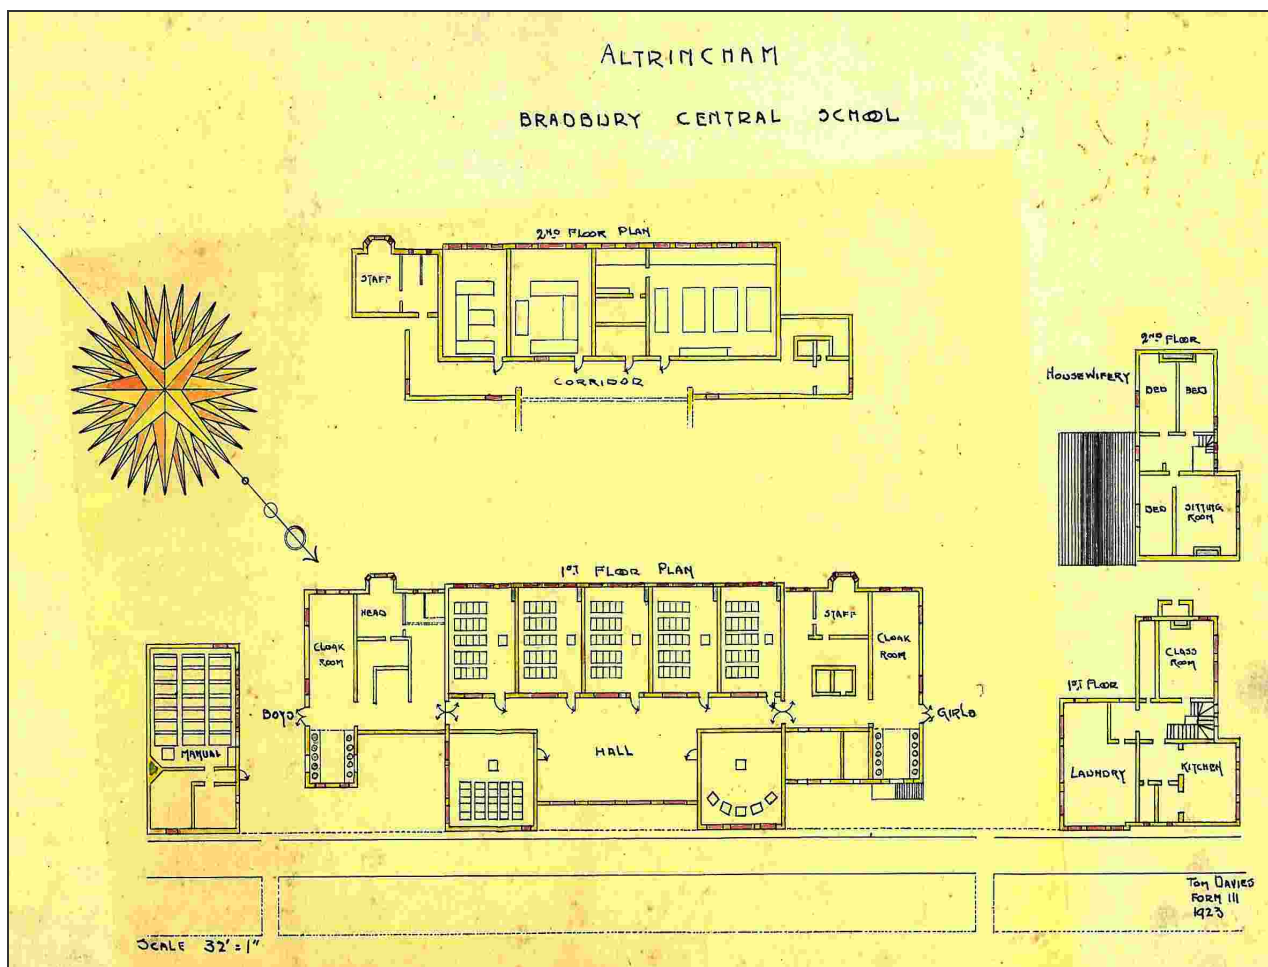 ALTRINCHAM
BRADBURY CENTRAL SCHOOL
2ND FLOOR PLAN
STAFF
CORRIDOR
2ND FLOOR
HOUSEWIFERY
BED
BED
BED
SITTING
ROOM
1ST FLOOR PLAN
HEAD
STAFF
CLOAK
ROOM
CLOAK
ROOM
BOYS
GIRLS
HALL
MANUAL
CLASS
ROOM
1ST FLOOR
LAUNDRY
KITCHEN
TOM DAVIES
FORM III
1923
SCALE 32' = 1"